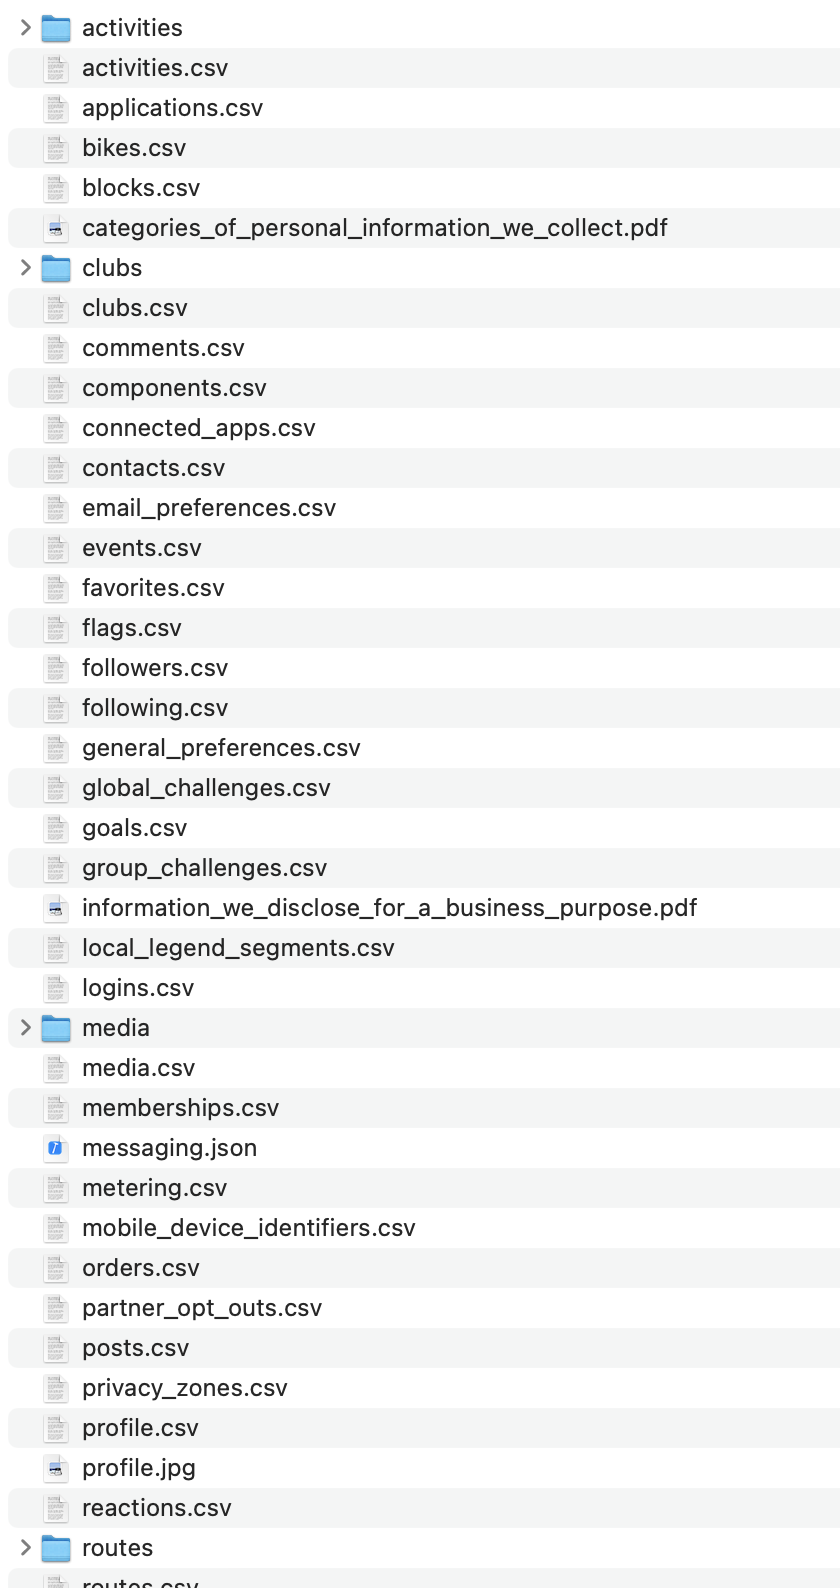 activities
activities.csv
applications.csv
bikes.csv
blocks.csv
categories_of_personal_information_we_collect.pdf
clubs
clubs.csv
comments.csv
components.csv
connected_apps.csv
contacts.csv
email_preferences.csv
events.csv
favorites.csv
flags.csv
followers.csv
following.csv
general_preferences.csv
global_challenges.csv
goals.csv
group_challenges.csv
information_we_disclose_for_a_business_purpose.pdf
local_legend_segments.csv
logins.csv
media
media.csv
memberships.csv
messaging.json
metering.csv
mobile_device_identifiers.csv
orders.csv
partner_opt_outs.csv
posts.csv
privacy_zones.csv
profile.csv
profile.jpg
reactions.csv
routes
routes.csv